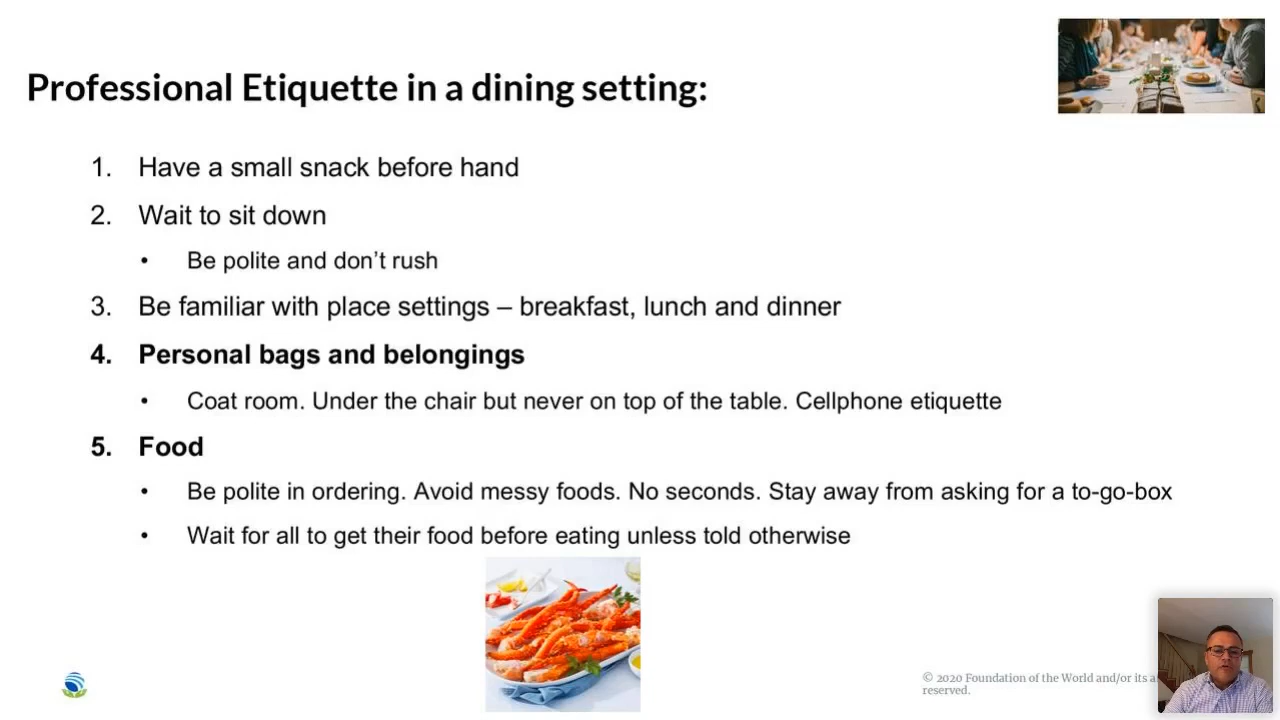 Professional Etiquette in a dining setting:
1. Have a small snack before hand
2. Wait to sit down
• Be polite and don't rush
3. Be familiar with place settings – breakfast, lunch and dinner
4. Personal bags and belongings
• Coat room. Under the chair but never on top of the table. Cellphone etiquette
5. Food
• Be polite in ordering. Avoid messy foods. No seconds. Stay away from asking for a to-go-box
• Wait for all to get their food before eating unless told otherwise
© 2020 Foundation of the World and/or its
reserved.